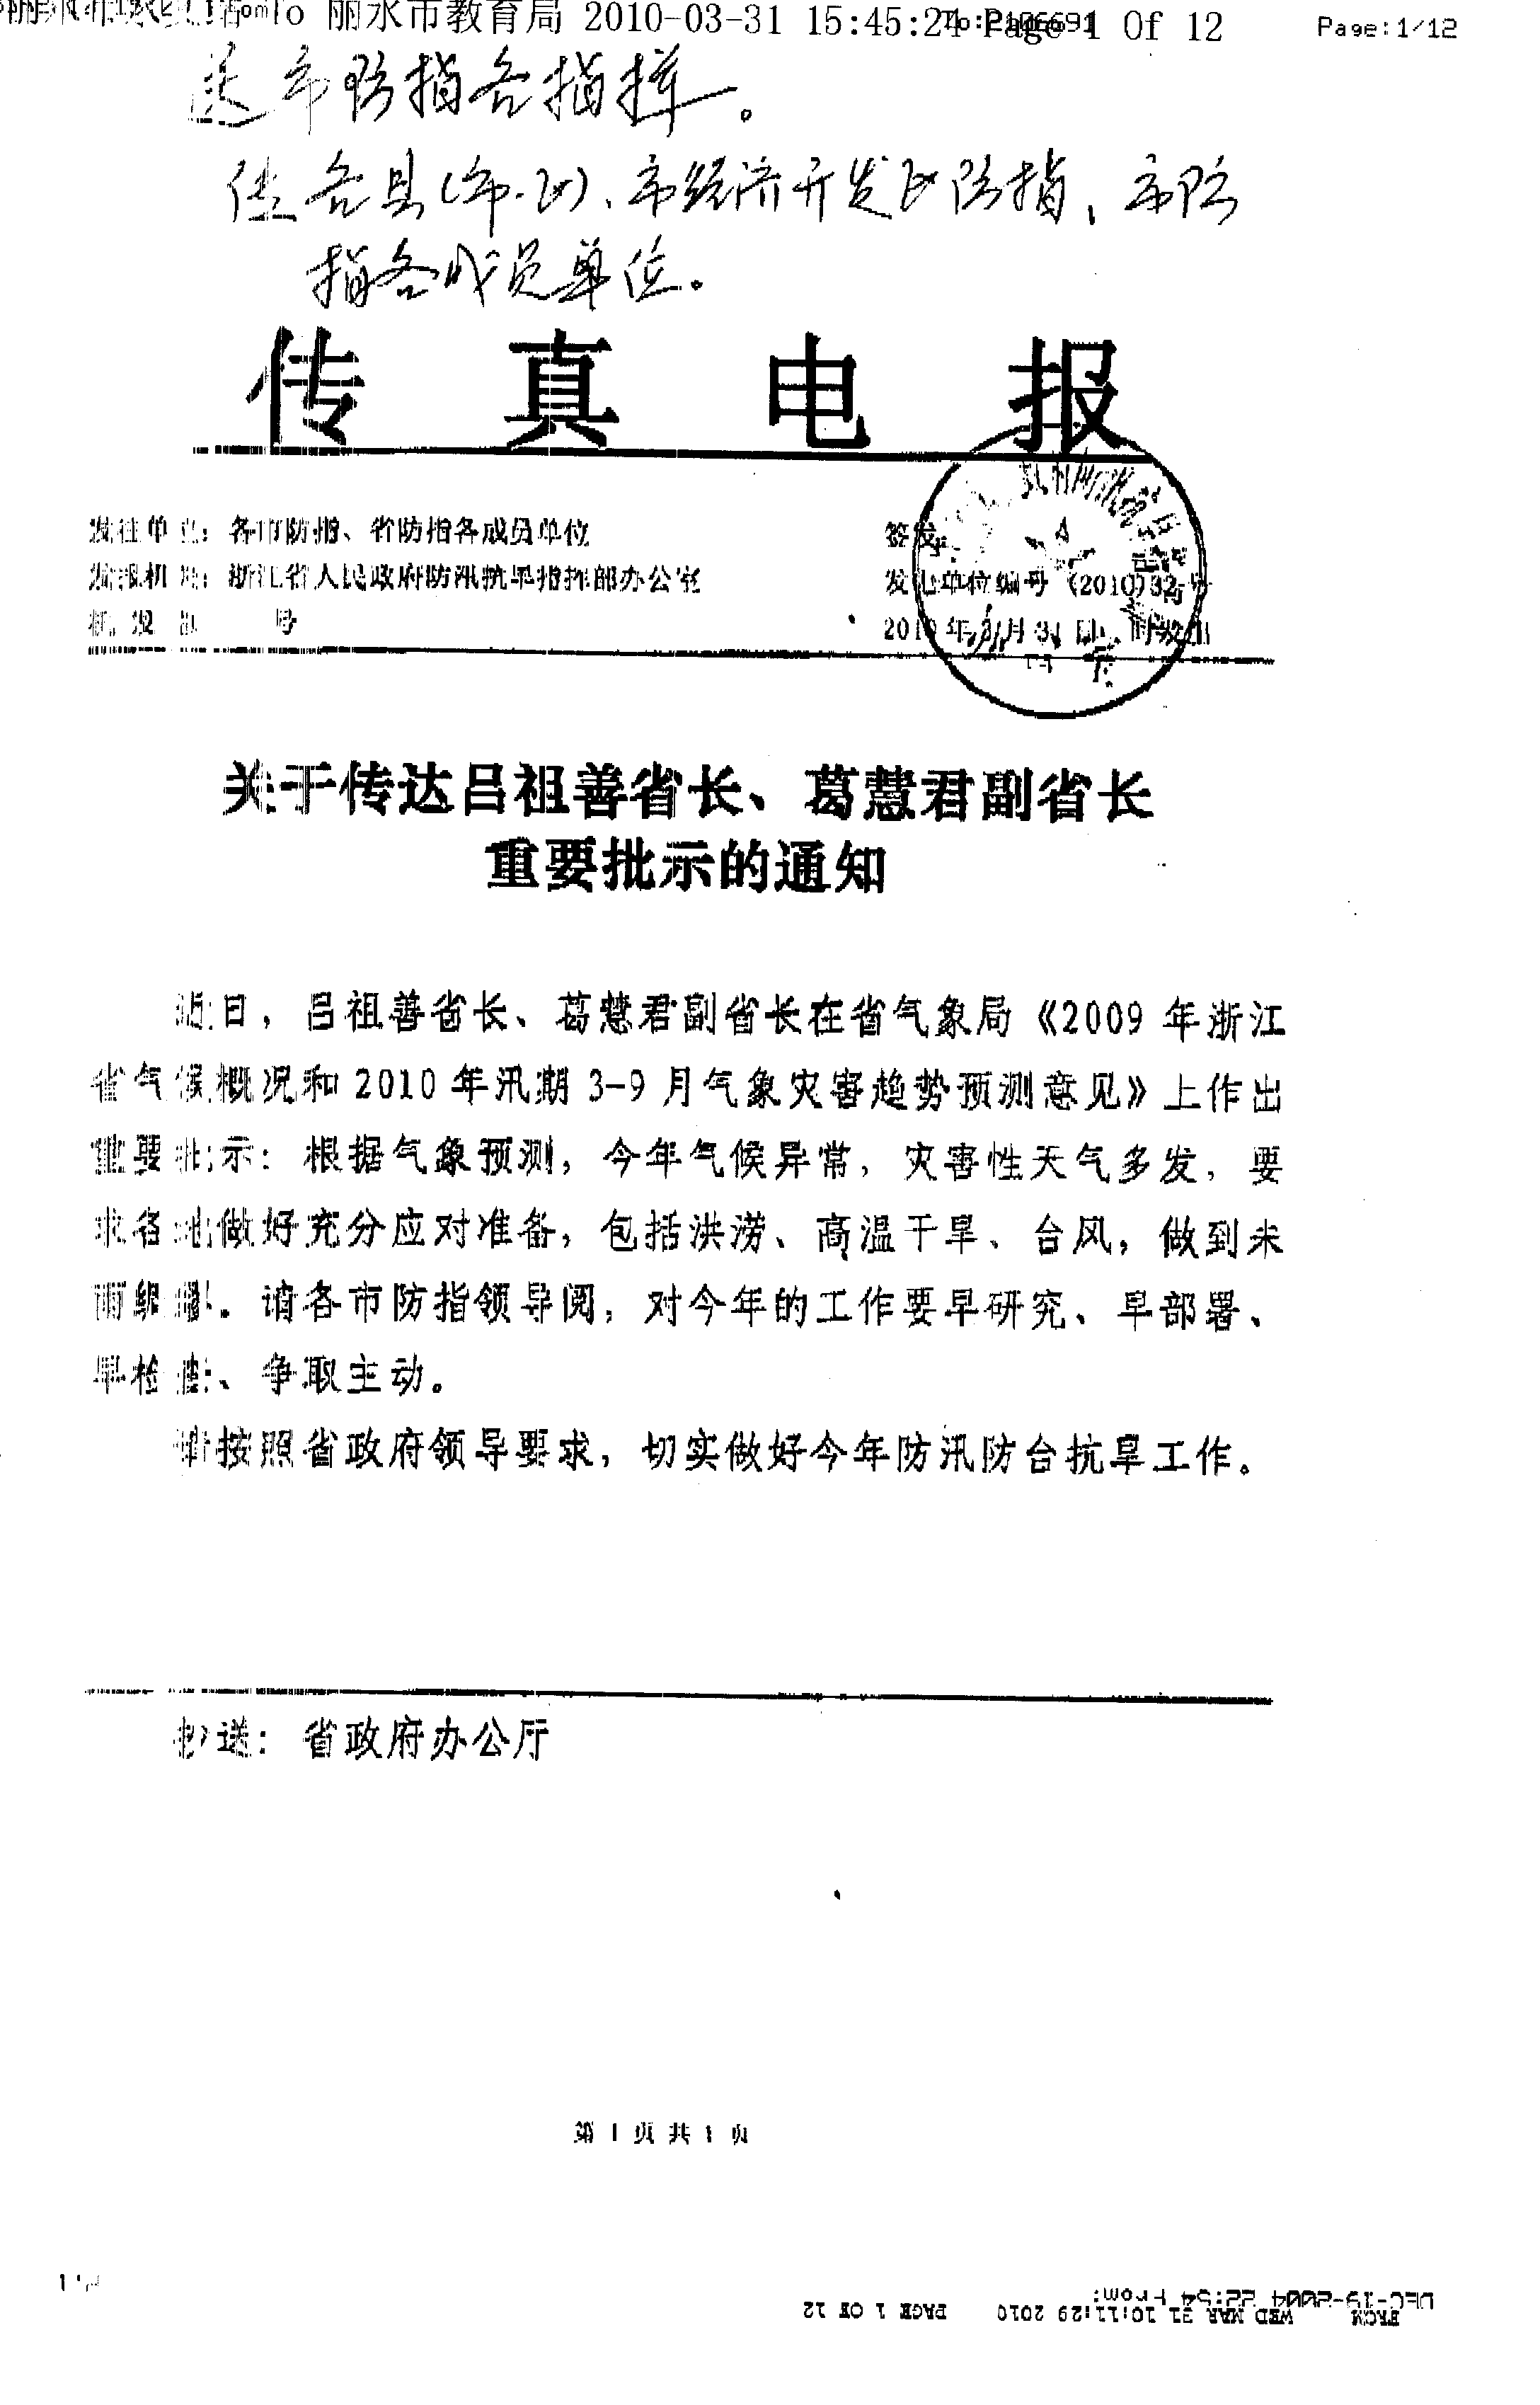 丽水市教育局 2010-03-31 15:45:24 Page 1 Of 12 Page:1/12
送市防指各指挥。
传各县(市.区)、市经济开发区防指、市防
指各成员单位。
传真电报
发往单位：各市防指、省防指各成员单位
签发
发报机关：浙江省人民政府防汛抗旱指挥部办公室
发电单位编号（2010）32号
机发 号
2010年3月31日 时发出
关于传达吕祖善省长、葛慧君副省长
重要批示的通知
近日，吕祖善省长、葛慧君副省长在省气象局《2009 年浙江
省气候概况和 2010 年汛期 3-9 月气象灾害趋势预测意见》上作出
重要批示：根据气象预测，今年气候异常，灾害性天气多发，要
求各地做好充分应对准备，包括洪涝、高温干旱、台风，做到未
雨绸缪。请各市防指领导阅，对今年的工作要早研究、早部署、
早检查、争取主动。
请按照省政府领导要求，切实做好今年防汛防台抗旱工作。
抄送：省政府办公厅
第 1 页 共 1 页
DEC-19-2004 22:54 From:
FROM WED MAR 31 10:11:29 2010 PAGE 1 OF 12